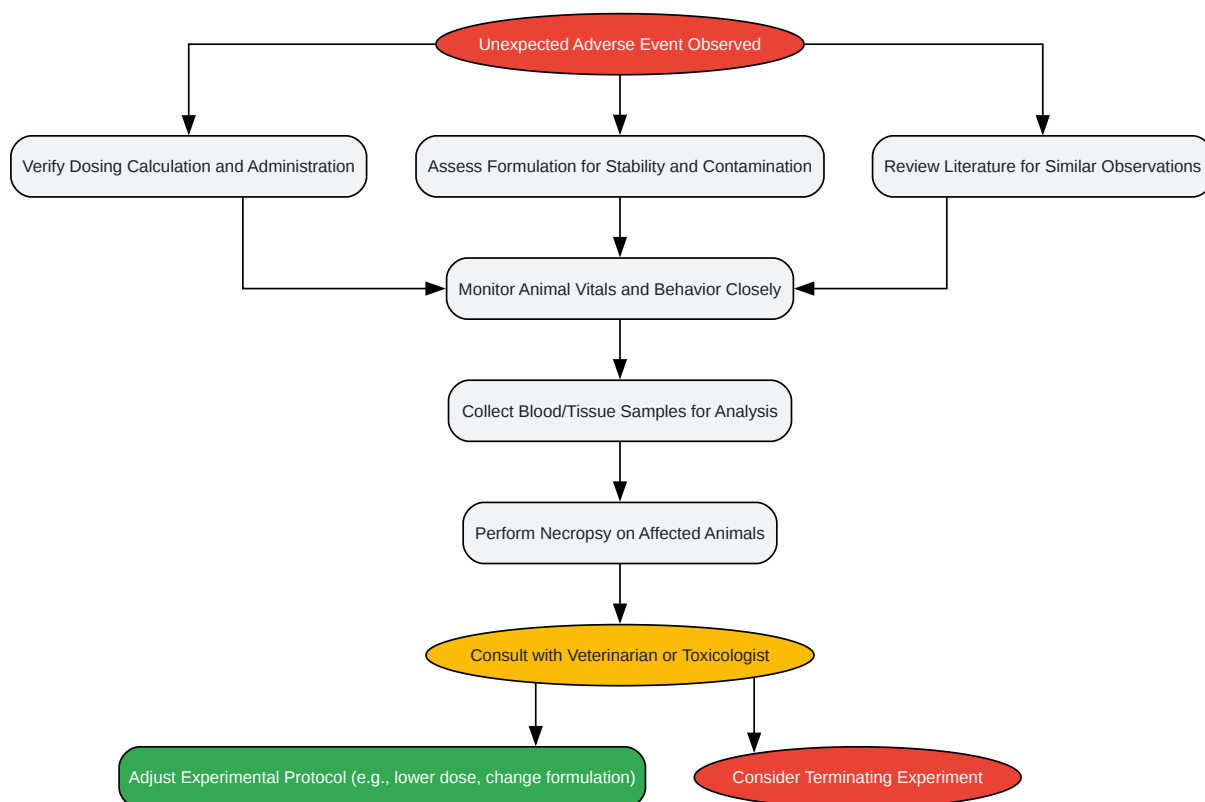 Unexpected Adverse Event Observed
Verify Dosing Calculation and Administration
Assess Formulation for Stability and Contamination
Review Literature for Similar Observations
Monitor Animal Vitals and Behavior Closely
Collect Blood/Tissue Samples for Analysis
Perform Necropsy on Affected Animals
Consult with Veterinarian or Toxicologist
Adjust Experimental Protocol (e.g., lower dose, change formulation)
Consider Terminating Experiment